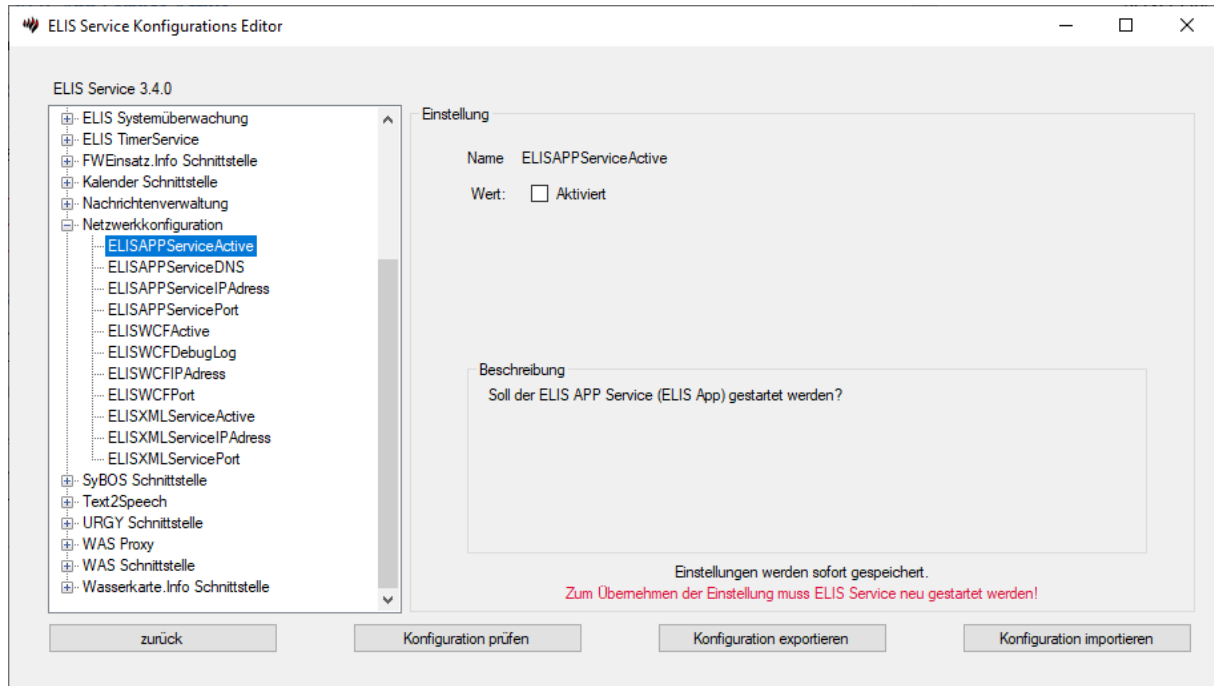 ELIS Service Konfigurations Editor
ELIS Service 3.4.0
ELIS Systemüberwachung
ELIS TimerService
FWEinsatz.Info Schnittstelle
Kalender Schnittstelle
Nachrichtenverwaltung
Netzwerkkonfiguration
ELISAPPServiceActive
ELISAPPServiceDNS
ELISAPPServiceIPAdress
ELISAPPServicePort
ELISWCFActive
ELISWCFDebugLog
ELISWCFIPAdress
ELISWCFPort
ELISXMLServiceActive
ELISXMLServiceIPAdress
ELISXMLServicePort
SyBOS Schnittstelle
Text2Speech
URGY Schnittstelle
WAS Proxy
WAS Schnittstelle
Wasserkarte.Info Schnittstelle
Einstellung
Name ELISAPPServiceActive
Wert: Aktiviert
Beschreibung
Soll der ELIS APP Service (ELIS App) gestartet werden?
Einstellungen werden sofort gespeichert.
Zum Übernehmen der Einstellung muss ELIS Service neu gestartet werden!
zurück
Konfiguration prüfen
Konfiguration exportieren
Konfiguration importieren